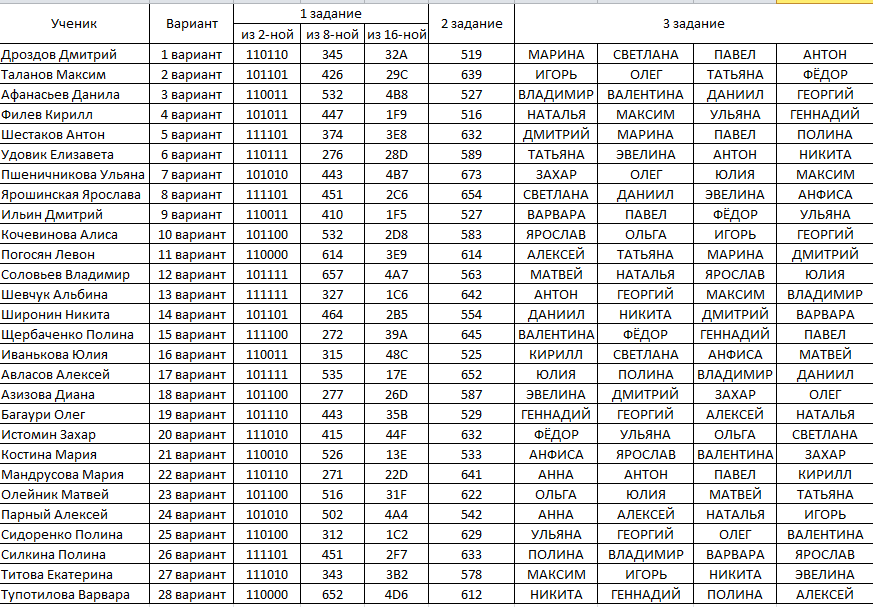 Ученик Вариант 1 задание 2 задание 3 задание
из 2-ной из 8-ной из 16-ной
Дроздов Дмитрий 1 вариант 110110 345 32A 519 МАРИНА СВЕТЛАНА ПАВЕЛ АНТОН
Таланов Максим 2 вариант 101101 426 29C 639 ИГОРЬ ОЛЕГ ТАТЬЯНА ФЁДОР
Афанасьев Данила 3 вариант 110011 532 4B8 527 ВЛАДИМИР ВАЛЕНТИНА ДАНИИЛ ГЕОРГИЙ
Филев Кирилл 4 вариант 101011 447 1F9 516 НАТАЛЬЯ МАКСИМ УЛЬЯНА ГЕННАДИЙ
Шестаков Антон 5 вариант 111101 374 3E8 632 ДМИТРИЙ МАРИНА ПАВЕЛ ПОЛИНА
Удовик Елизавета 6 вариант 110111 276 28D 589 ТАТЬЯНА ЭВЕЛИНА АНТОН НИКИТА
Пшеничникова Ульяна 7 вариант 101010 443 4B7 673 ЗАХАР ОЛЕГ ЮЛИЯ МАКСИМ
Ярошинская Ярослава 8 вариант 111101 451 2C6 654 СВЕТЛАНА ДАНИИЛ ЭВЕЛИНА АНФИСА
Ильин Дмитрий 9 вариант 110011 410 1F5 527 ВАРВАРА ПАВЕЛ ФЁДОР УЛЬЯНА
Кочевинова Алиса 10 вариант 101100 532 2D8 583 ЯРОСЛАВ ОЛЬГА ИГОРЬ ГЕОРГИЙ
Погосян Левон 11 вариант 110000 614 3E9 614 АЛЕКСЕЙ ТАТЬЯНА МАРИНА ДМИТРИЙ
Соловьев Владимир 12 вариант 101111 657 4A7 563 МАТВЕЙ НАТАЛЬЯ ЯРОСЛАВ ЮЛИЯ
Шевчук Альбина 13 вариант 111111 327 1C6 642 АНТОН ГЕОРГИЙ МАКСИМ ВЛАДИМИР
Широнин Никита 14 вариант 101101 464 2B5 554 ДАНИИЛ НИКИТА ДМИТРИЙ ВАРВАРА
Щербаченко Полина 15 вариант 111100 272 39A 645 ВАЛЕНТИНА ФЁДОР ГЕННАДИЙ ПАВЕЛ
Иванькова Юлия 16 вариант 110011 315 48C 525 КИРИЛЛ СВЕТЛАНА АНФИСА МАТВЕЙ
Авласов Алексей 17 вариант 101111 535 17E 652 ЮЛИЯ ПОЛИНА ВЛАДИМИР ДАНИИЛ
Азизова Диана 18 вариант 101100 277 26D 587 ЭВЕЛИНА ДМИТРИЙ ЗАХАР ОЛЕГ
Багаури Олег 19 вариант 101110 443 35B 529 ГЕННАДИЙ ГЕОРГИЙ АЛЕКСЕЙ НАТАЛЬЯ
Истомин Захар 20 вариант 111010 415 44F 632 ФЁДОР УЛЬЯНА ОЛЬГА СВЕТЛАНА
Костина Мария 21 вариант 110010 526 13E 533 АНФИСА ЯРОСЛАВ ВАЛЕНТИНА ЗАХАР
Мандрусова Мария 22 вариант 110110 271 22D 641 АННА АНТОН ПАВЕЛ КИРИЛЛ
Олейник Матвей 23 вариант 101100 516 31F 622 ОЛЬГА ЮЛИЯ МАТВЕЙ ТАТЬЯНА
Парный Алексей 24 вариант 101010 502 4A4 542 АННА АЛЕКСЕЙ НАТАЛЬЯ ИГОРЬ
Сидоренко Полина 25 вариант 110100 312 1C2 629 УЛЬЯНА ГЕОРГИЙ ОЛЕГ ВАЛЕНТИНА
Силкина Полина 26 вариант 111101 451 2F7 633 ПОЛИНА ВЛАДИМИР ВАРВАРА ЯРОСЛАВ
Титова Екатерина 27 вариант 111010 343 3B2 578 МАКСИМ ИГОРЬ НИКИТА ЭВЕЛИНА
Тупотилова Варвара 28 вариант 110000 652 4D6 612 НИКИТА ГЕННАДИЙ ПОЛИНА АЛЕКСЕЙ